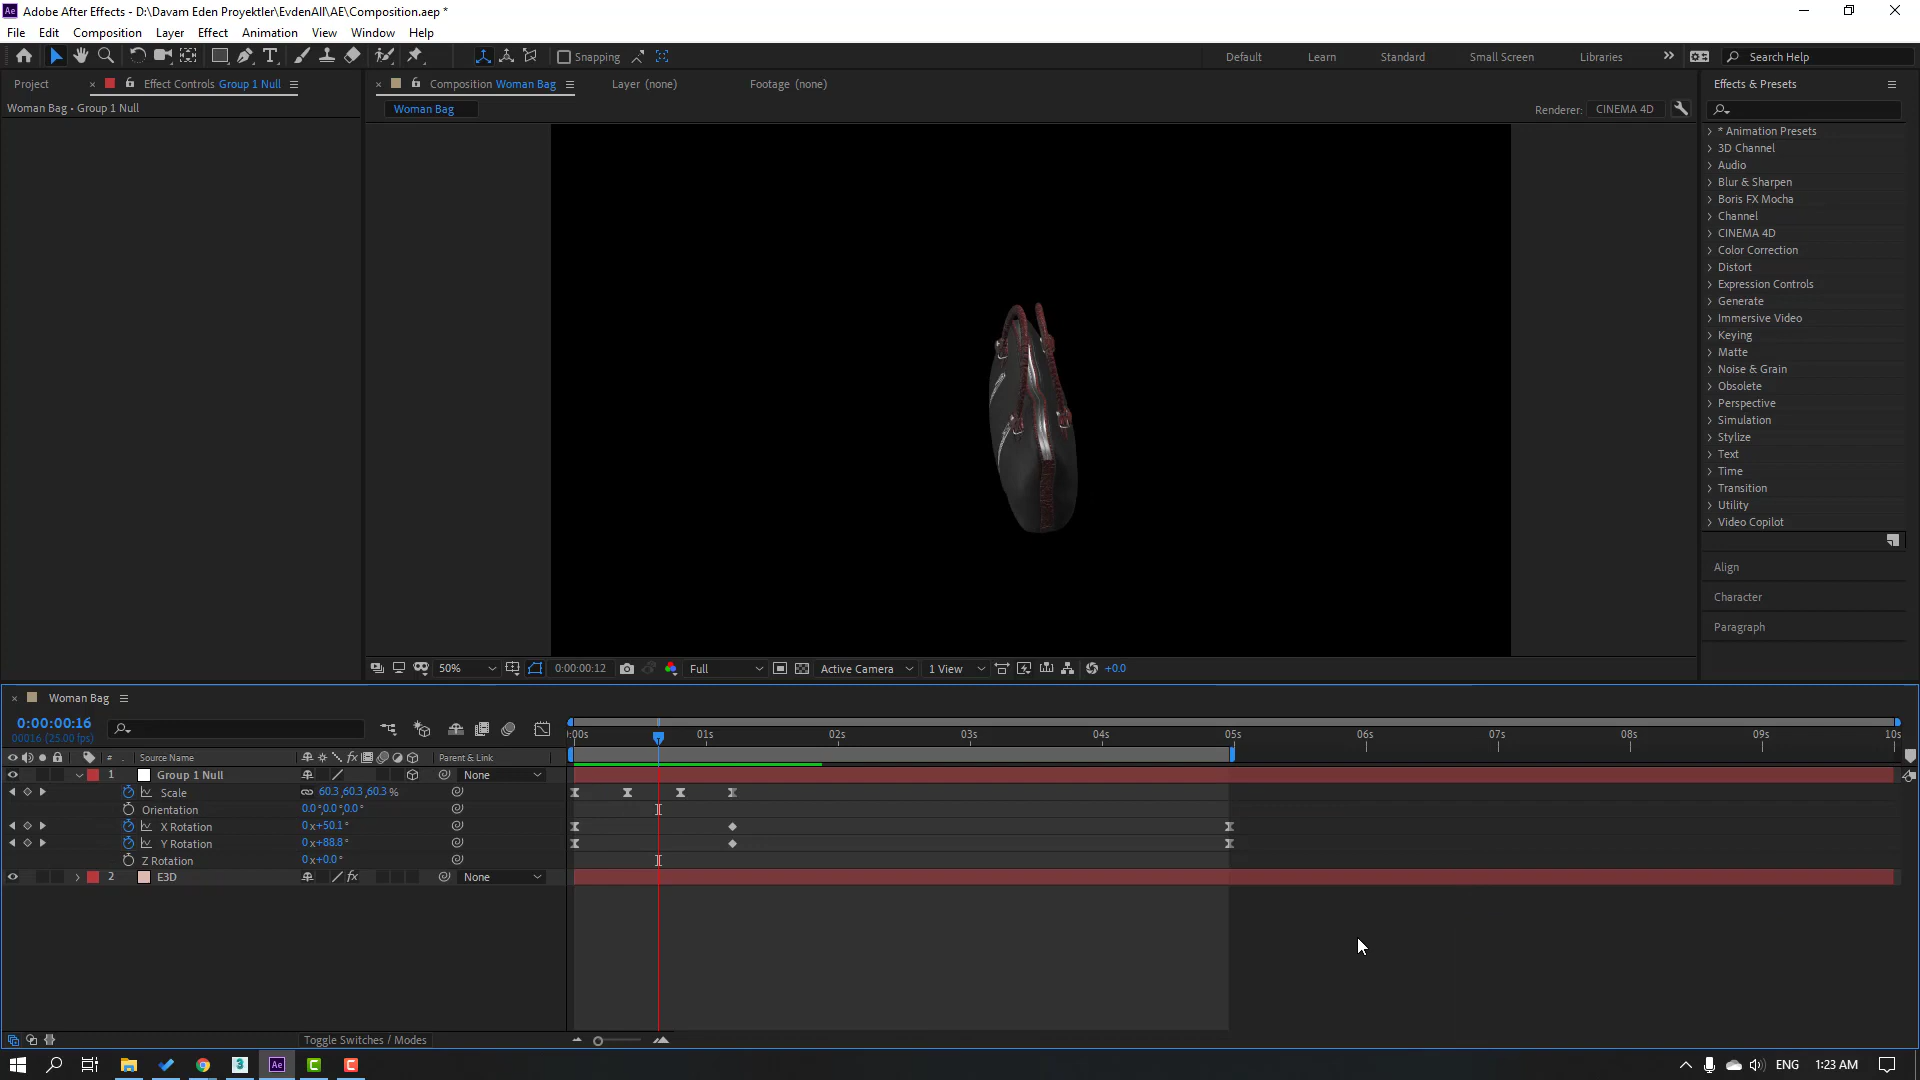 Adobe After Effects - D:\Davam Eden Proyektler\EvdenAll\AE\Composition.aep *
File Edit Composition Layer Effect Animation View Window Help
Snapping
Default Learn Standard Small Screen Libraries Search Help
Project Effect Controls Group 1 Null
Composition Woman Bag Layer (none) Footage (none)
Effects & Presets
Woman Bag • Group 1 Null
Woman Bag
Renderer: CINEMA 4D
* Animation Presets
3D Channel
Audio
Blur & Sharpen
Boris FX Mocha
Channel
CINEMA 4D
Color Correction
Distort
Expression Controls
Generate
Immersive Video
Keying
Matte
Noise & Grain
Obsolete
Perspective
Simulation
Stylize
Text
Time
Transition
Utility
Video Copilot
Align
Character
Paragraph
50% 0:00:00:12 Full Active Camera 1 View +0.0
Woman Bag
0:00:00:16
00016 (25.00 fps)
:00s 01s 02s 03s 04s 05s 06s 07s 08s 09s 10s
# Source Name fx Parent & Link
1 Group 1 Null None
Scale 60.3,60.3,60.3 %
Orientation 0.0°,0.0°,0.0°
X Rotation 0x+50.1°
Y Rotation 0x+88.8°
Z Rotation 0x+0.0°
2 E3D fx None
Toggle Switches / Modes
ENG 1:23 AM